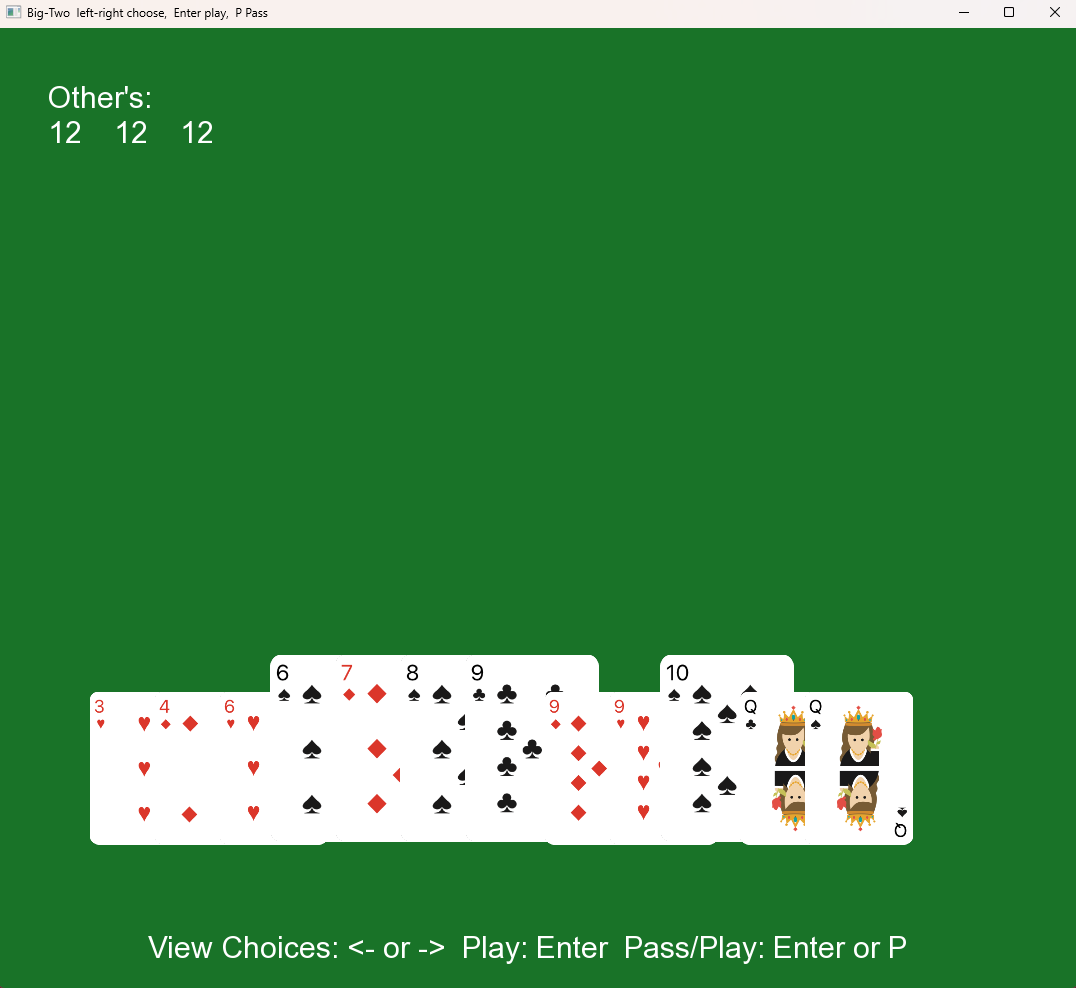 Big-Two  left-right choose,  Enter play,  P Pass
Other's:
12    12    12
6 7 8 9 10
3 4 6 9 9 Q Q
Q
View Choices: <- or ->  Play: Enter  Pass/Play: Enter or P